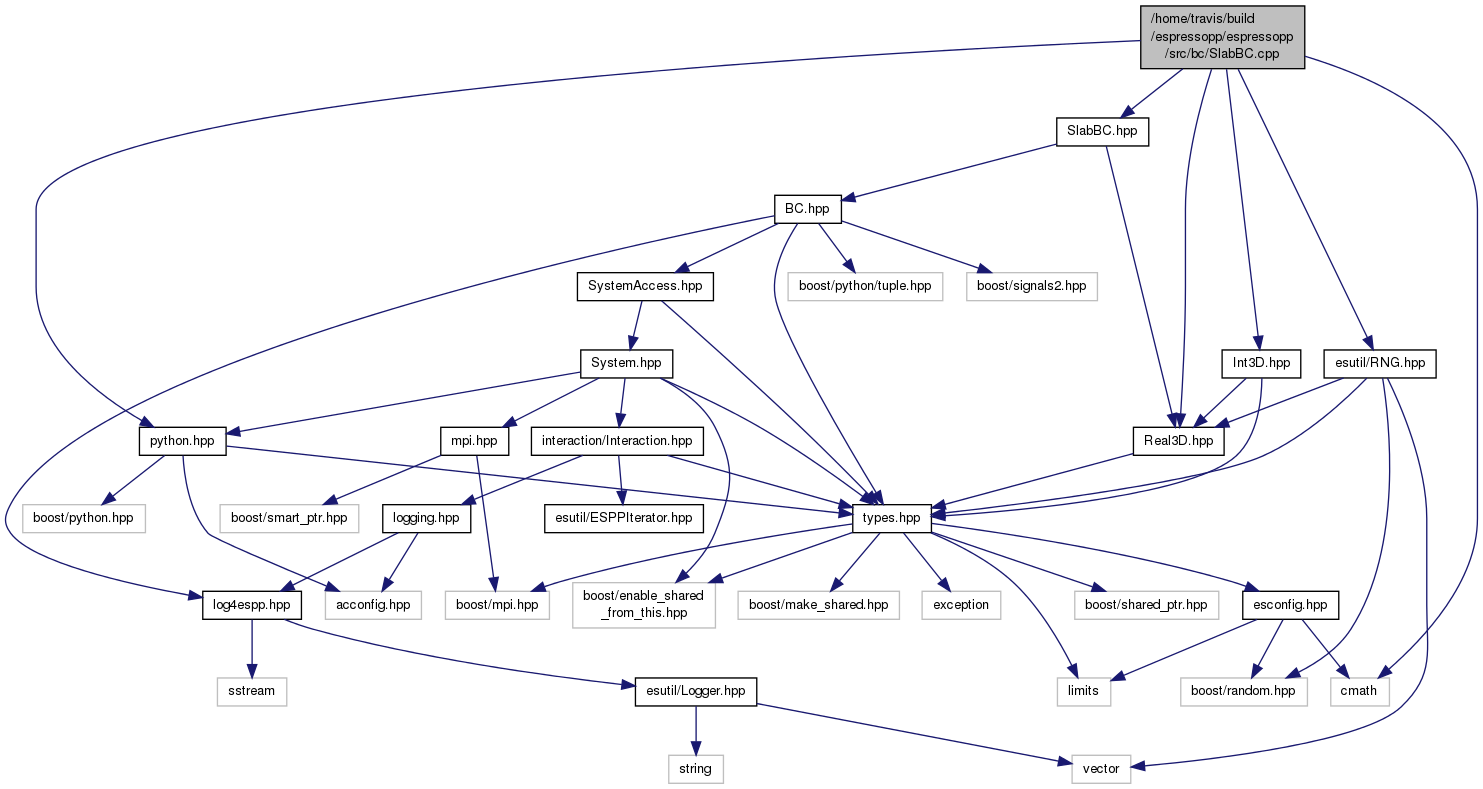 /home/travis/build
/espressopp/espressopp
/src/bc/SlabBC.cpp
SlabBC.hpp
BC.hpp
SystemAccess.hpp
boost/python/tuple.hpp
boost/signals2.hpp
System.hpp
Int3D.hpp
esutil/RNG.hpp
python.hpp
mpi.hpp
interaction/Interaction.hpp
Real3D.hpp
boost/python.hpp
boost/smart_ptr.hpp
logging.hpp
esutil/ESPPIterator.hpp
types.hpp
log4espp.hpp
acconfig.hpp
boost/mpi.hpp
boost/enable_shared
_from_this.hpp
boost/make_shared.hpp
exception
boost/shared_ptr.hpp
esconfig.hpp
sstream
esutil/Logger.hpp
limits
boost/random.hpp
cmath
string
vector